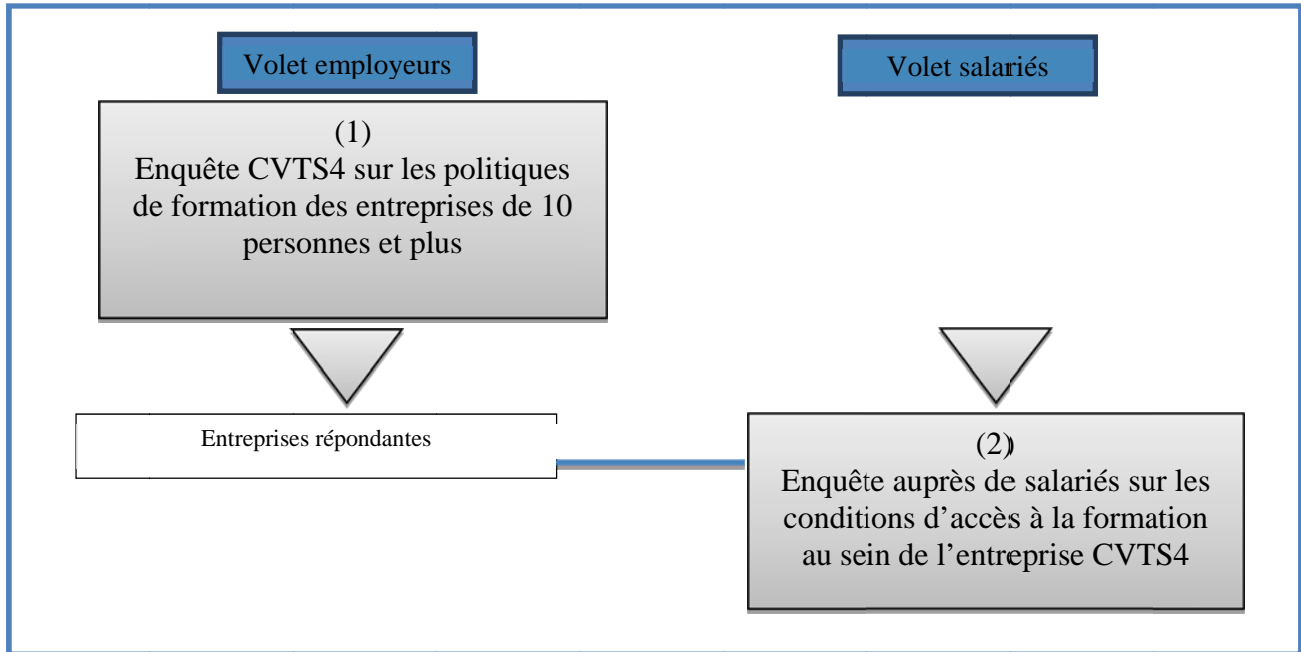 Volet employeurs
Volet salariés
(1)
Enquête CVTS4 sur les politiques
de formation des entreprises de 10
personnes et plus
Entreprises répondantes
(2)
Enquête auprès de salariés sur les
conditions d’accès à la formation
au sein de l’entreprise CVTS4